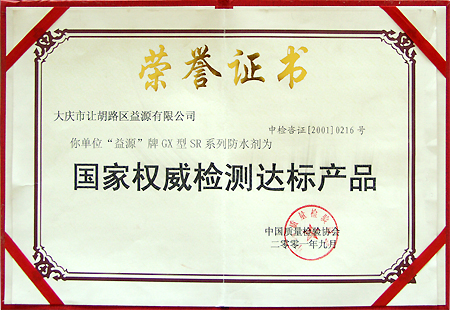 荣誉证书
大庆市让胡路区益源有限公司
申检咨证[2001]0216号
你单位“益源”牌GX型SR系列防水剂为
国家权威检测达标产品
中国质量检验协会
二零零一年九月